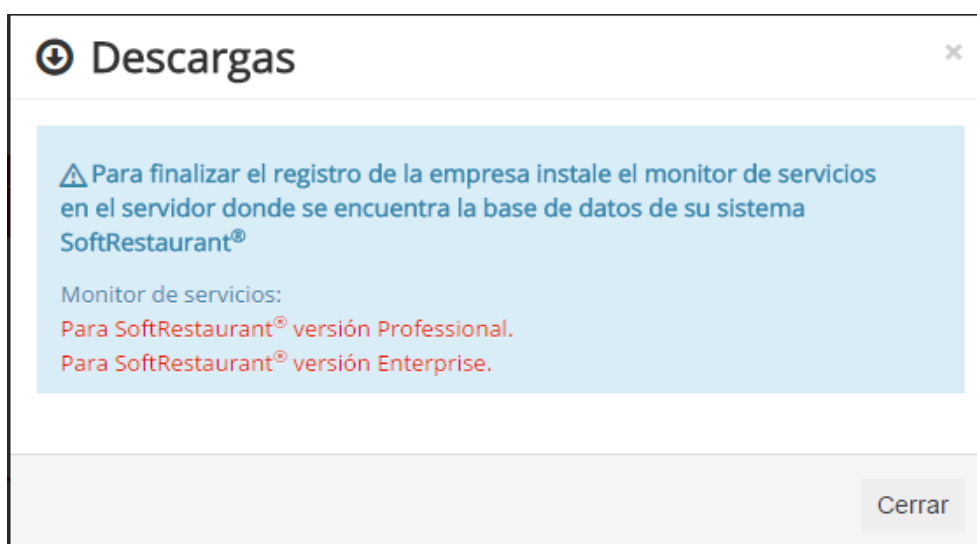 Descargas
×
Para finalizar el registro de la empresa instale el monitor de servicios
en el servidor donde se encuentra la base de datos de su sistema
SoftRestaurant®
Monitor de servicios:
Para SoftRestaurant® versión Professional.
Para SoftRestaurant® versión Enterprise.
Cerrar